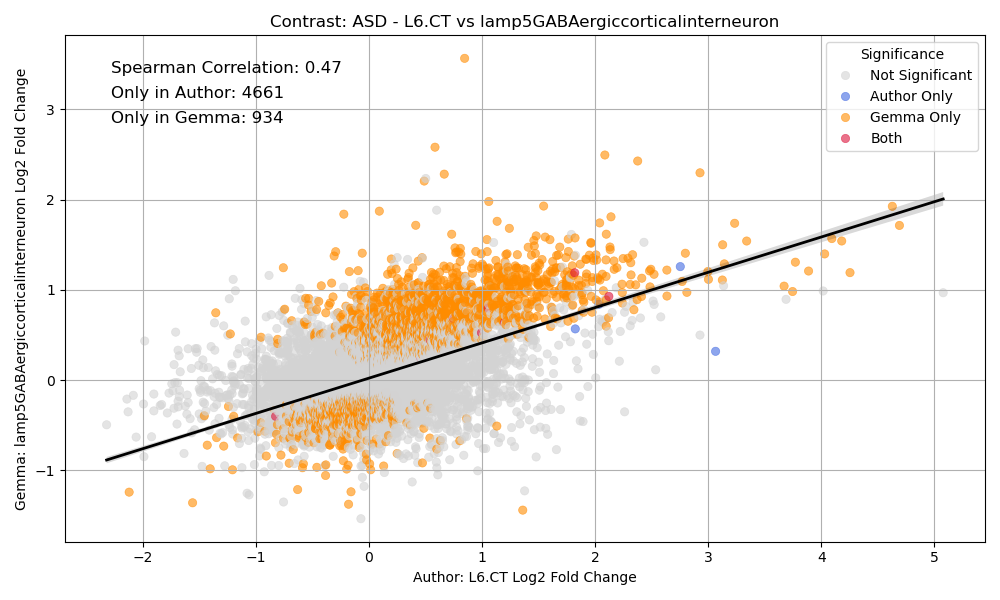 Contrast: ASD - L6.CT vs lamp5GABAergiccorticalinterneuron
Spearman Correlation: 0.47
Only in Author: 4661
Only in Gemma: 934
Significance
Not Significant
Author Only
Gemma Only
Both
Gemma: lamp5GABAergiccorticalinterneuron Log2 Fold Change
3
2
1
0
−1
−2
−1
0
1
2
3
4
5
Author: L6.CT Log2 Fold Change